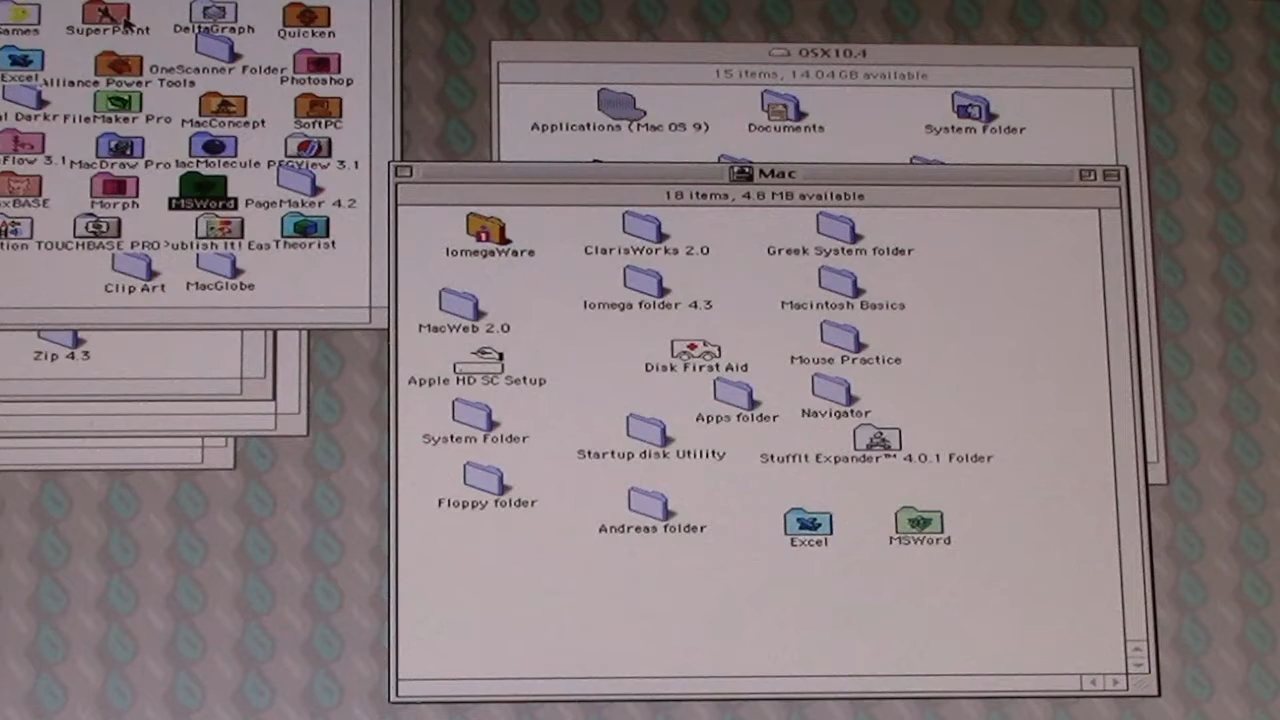 SuperPaint
DeltaGraph
Quicken
Excel
Alliance Power Tools
OneScanner Folder
Photoshop
FileMaker Pro
MacConcept
SoftPC
Flow 3.1
MacDraw Pro
lacMolecule
PEGView 3.1
xBASE
Morph
MSWord
PageMaker 4.2
tion
TOUCHBASE PRO
ublish It! Eas
Theorist
Clip Art
MacGlobe
Zip 4.3
OSX10.4
15 items, 14.04GB available
Applications (Mac OS 9)
Documents
System Folder
Mac
18 items, 4.8 MB available
IomegaWare
ClarisWorks 2.0
Greek System folder
MacWeb 2.0
Iomega folder 4.3
Macintosh Basics
Apple HD SC Setup
Disk First Aid
Mouse Practice
Apps folder
Navigator
System Folder
Startup disk Utility
StuffIt Expander™ 4.0.1 Folder
Floppy folder
Andreas folder
Excel
MSWord